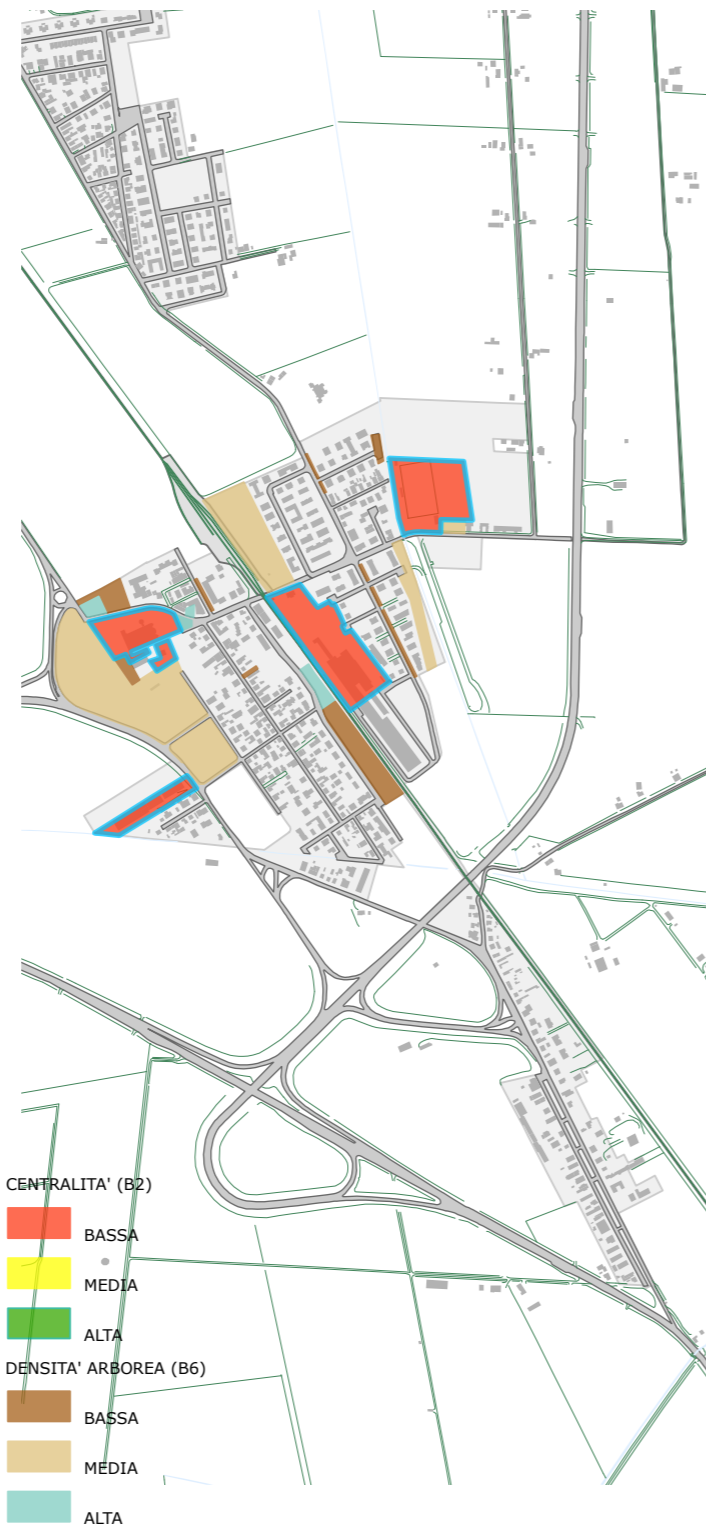 CENTRALITA' (B2)
BASSA
MEDIA
ALTA
DENSITA' ARBOREA (B6)
BASSA
MEDIA
ALTA